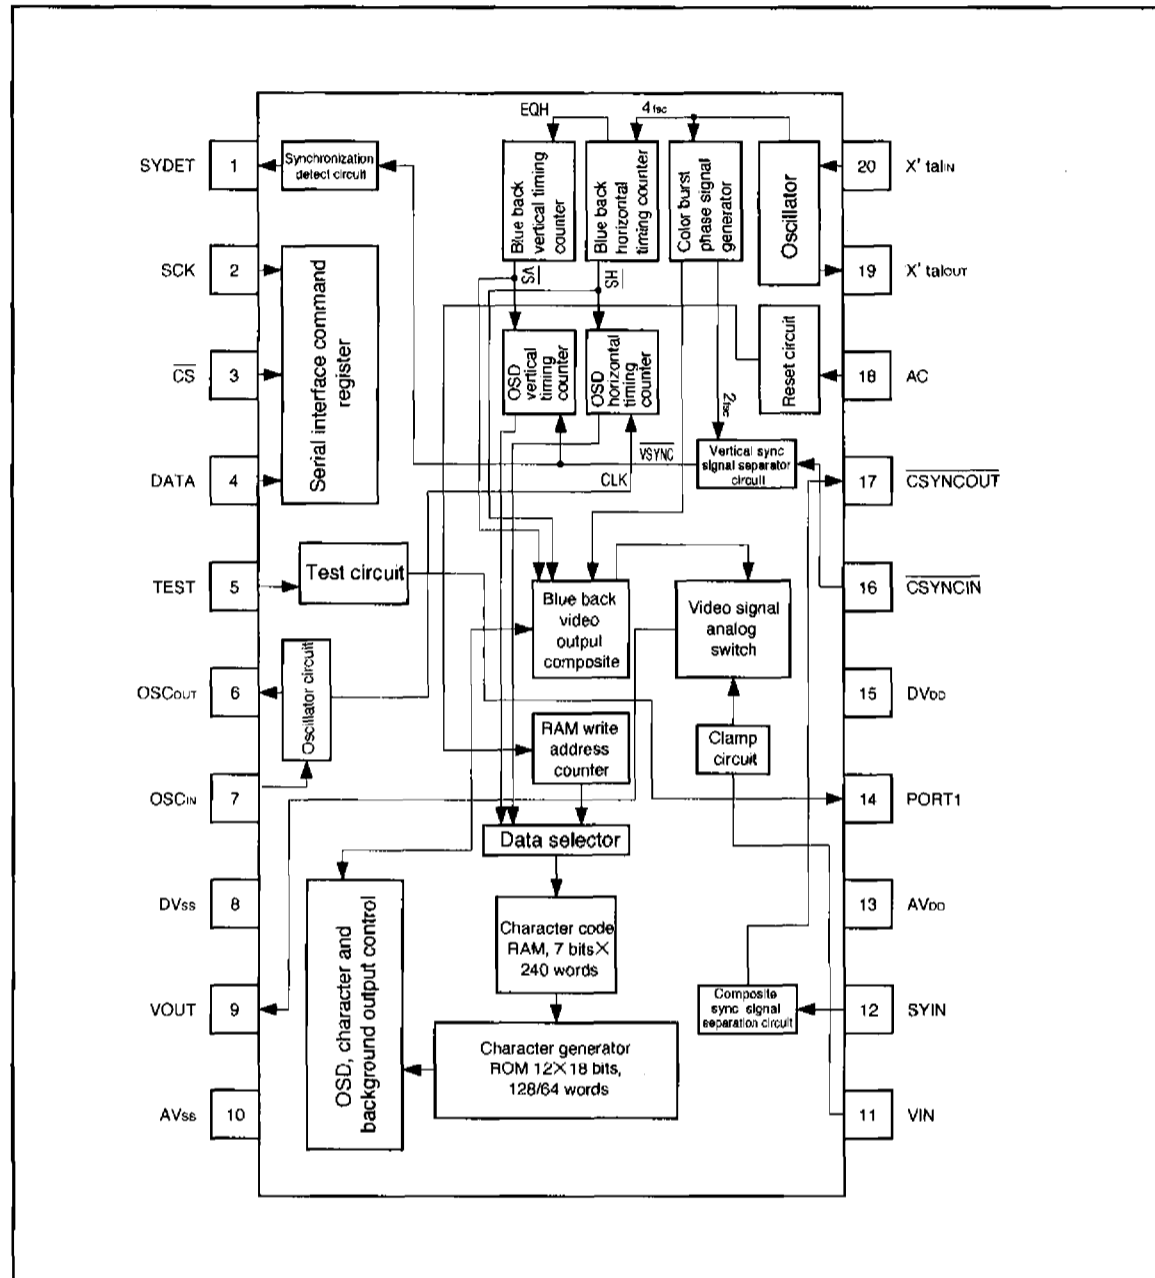 EQH
4fsc
SYDET
1
Synchronization
detect circuit
Blue back
vertical timing
counter
Blue back
horizontal
timing counter
Color burst
phase signal
generator
Oscillator
20
X' talIN
SCK
2
SV
SH
19
X' talOUT
Serial interface command
register
CS
3
OSD
vertical
timing
counter
OSD
horizontal
timing
counter
Reset circuit
18
AC
2fsc
VSYNC
Vertical sync
signal separator
circuit
DATA
4
CLK
17
CSYNCOUT
TEST
5
Test circuit
Blue back
video
output
composite
Video signal
analog
switch
16
CSYNCIN
OSCOUT
6
Oscillator circuit
15
DVDD
RAM write
address
counter
Clamp
circuit
OSCIN
7
14
PORT1
Data selector
DVSS
8
OSD, character and
background output control
Character code
RAM, 7 bits×
240 words
13
AVDD
VOUT
9
Composite
sync signal
separation circuit
12
SYIN
Character generator
ROM 12×18 bits,
128/64 words
AVSS
10
11
VIN